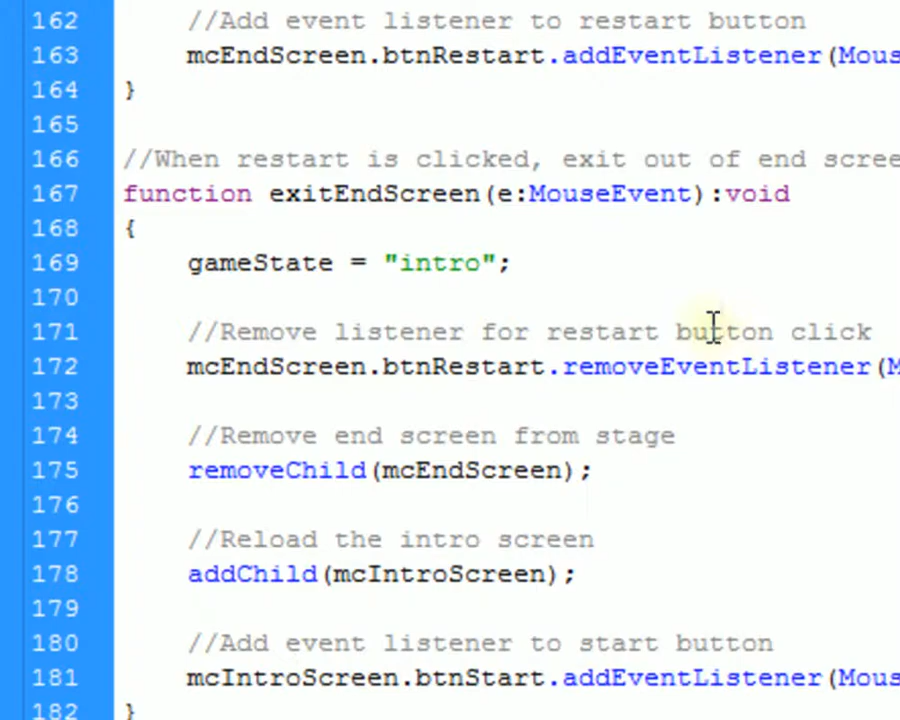 162 //Add event listener to restart button
163 mcEndScreen.btnRestart.addEventListener(Mous
164 }
165
166 //When restart is clicked, exit out of end scree
167 function exitEndScreen(e:MouseEvent):void
168 {
169 gameState = "intro";
170
171 //Remove listener for restart button click
172 mcEndScreen.btnRestart.removeEventListener(M
173
174 //Remove end screen from stage
175 removeChild(mcEndScreen);
176
177 //Reload the intro screen
178 addChild(mcIntroScreen);
179
180 //Add event listener to start button
181 mcIntroScreen.btnStart.addEventListener(Mous
182 }